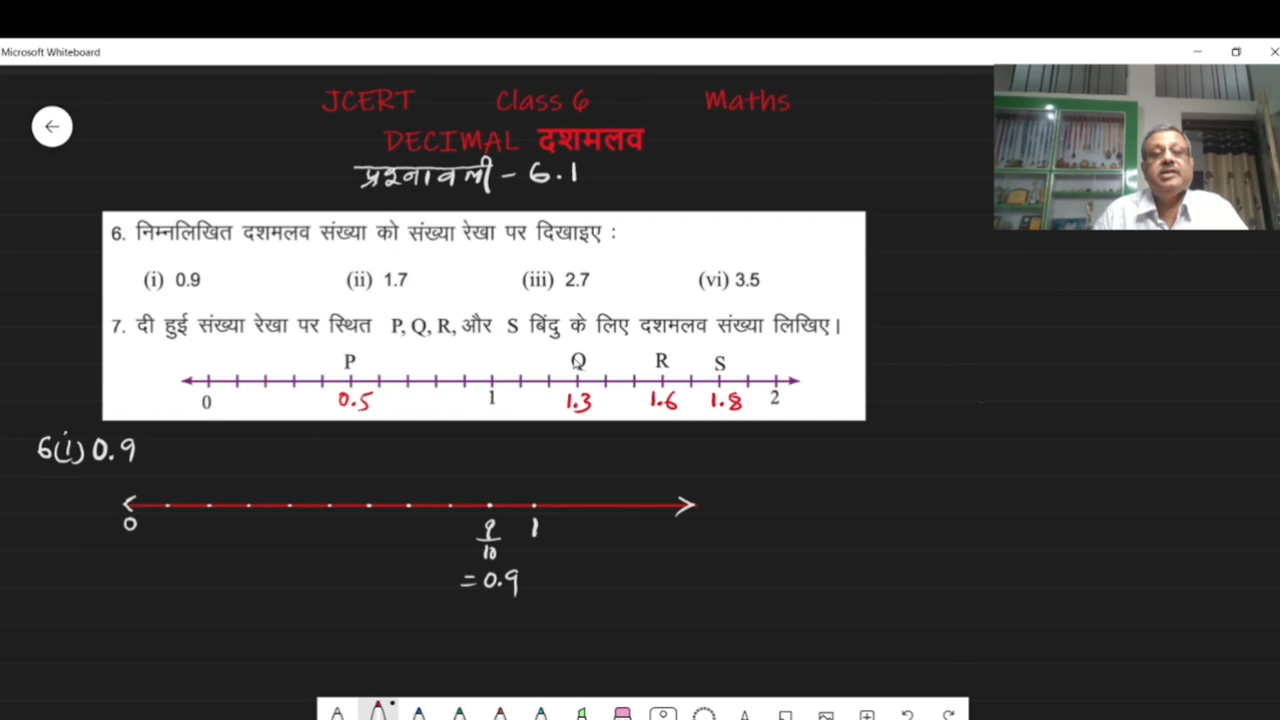 Microsoft Whiteboard
JCERT Class 6 Maths
DECIMAL दशमलव
प्रश्नावली - 6.1
6. निम्नलिखित दशमलव संख्या को संख्या रेखा पर दिखाइए :
(i) 0.9 (ii) 1.7 (iii) 2.7 (vi) 3.5
7. दी हुई संख्या रेखा पर स्थित P, Q, R, और S बिंदु के लिए दशमलव संख्या लिखिए।
P Q R S
0 0.5 1 1.3 1.6 1.8 2
6(i) 0.9
0 9/10 1
= 0.9